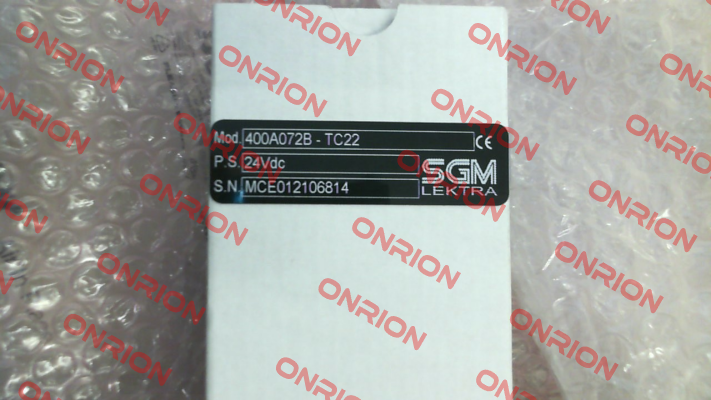 Mod. 400A072B - TC22 CE
P.S. 24Vdc
S.N. MCE012106814
SGM
LEKTRA
ONRION